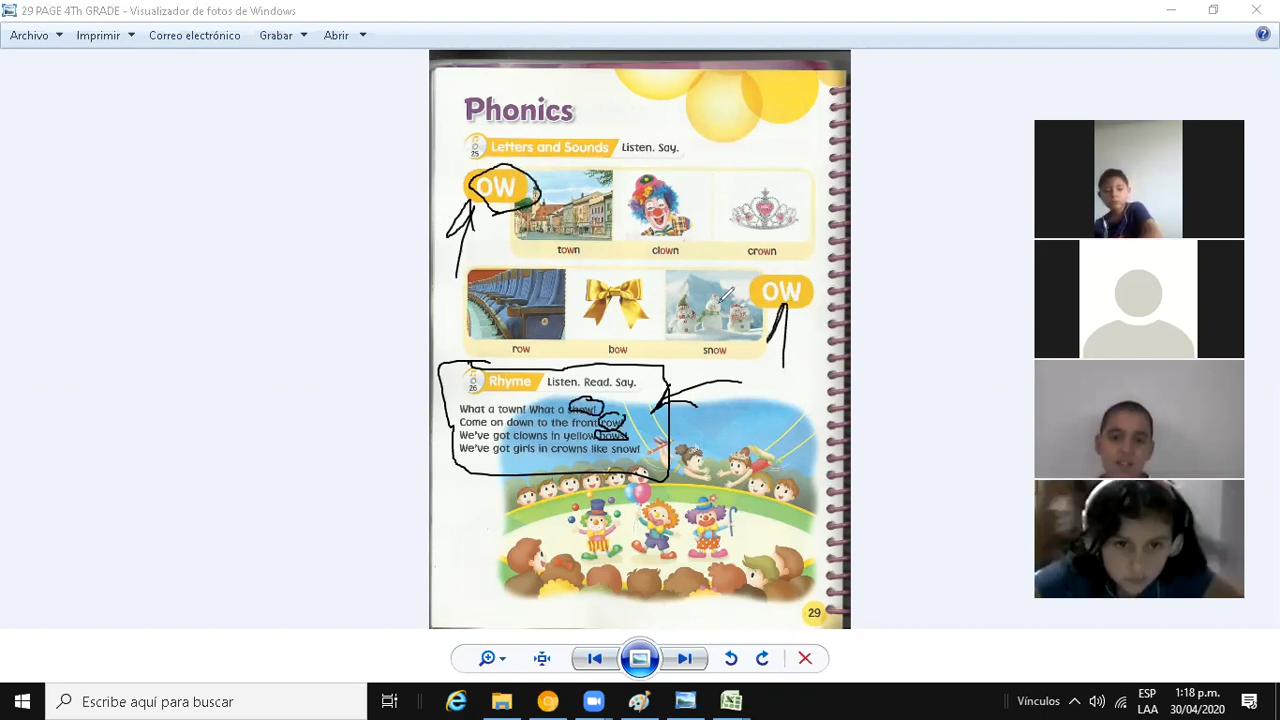 29 PAGE 4Th GRADE - Visualizador de fotos de Windows
Archivo Imprimir Correo electrónico Grabar Abrir
Phonics
25 Letters and Sounds Listen. Say.
OW
town clown crown
OW
row bow snow
26 Rhyme Listen. Read. Say.
What a town! What a show!
Come on down to the front row!
We've got clowns in yellow bows!
We've got girls in crowns like snow!
29
Escribe aquí para buscar
Vínculos
ESP
LAA
1:18 p.m.
30/04/2020